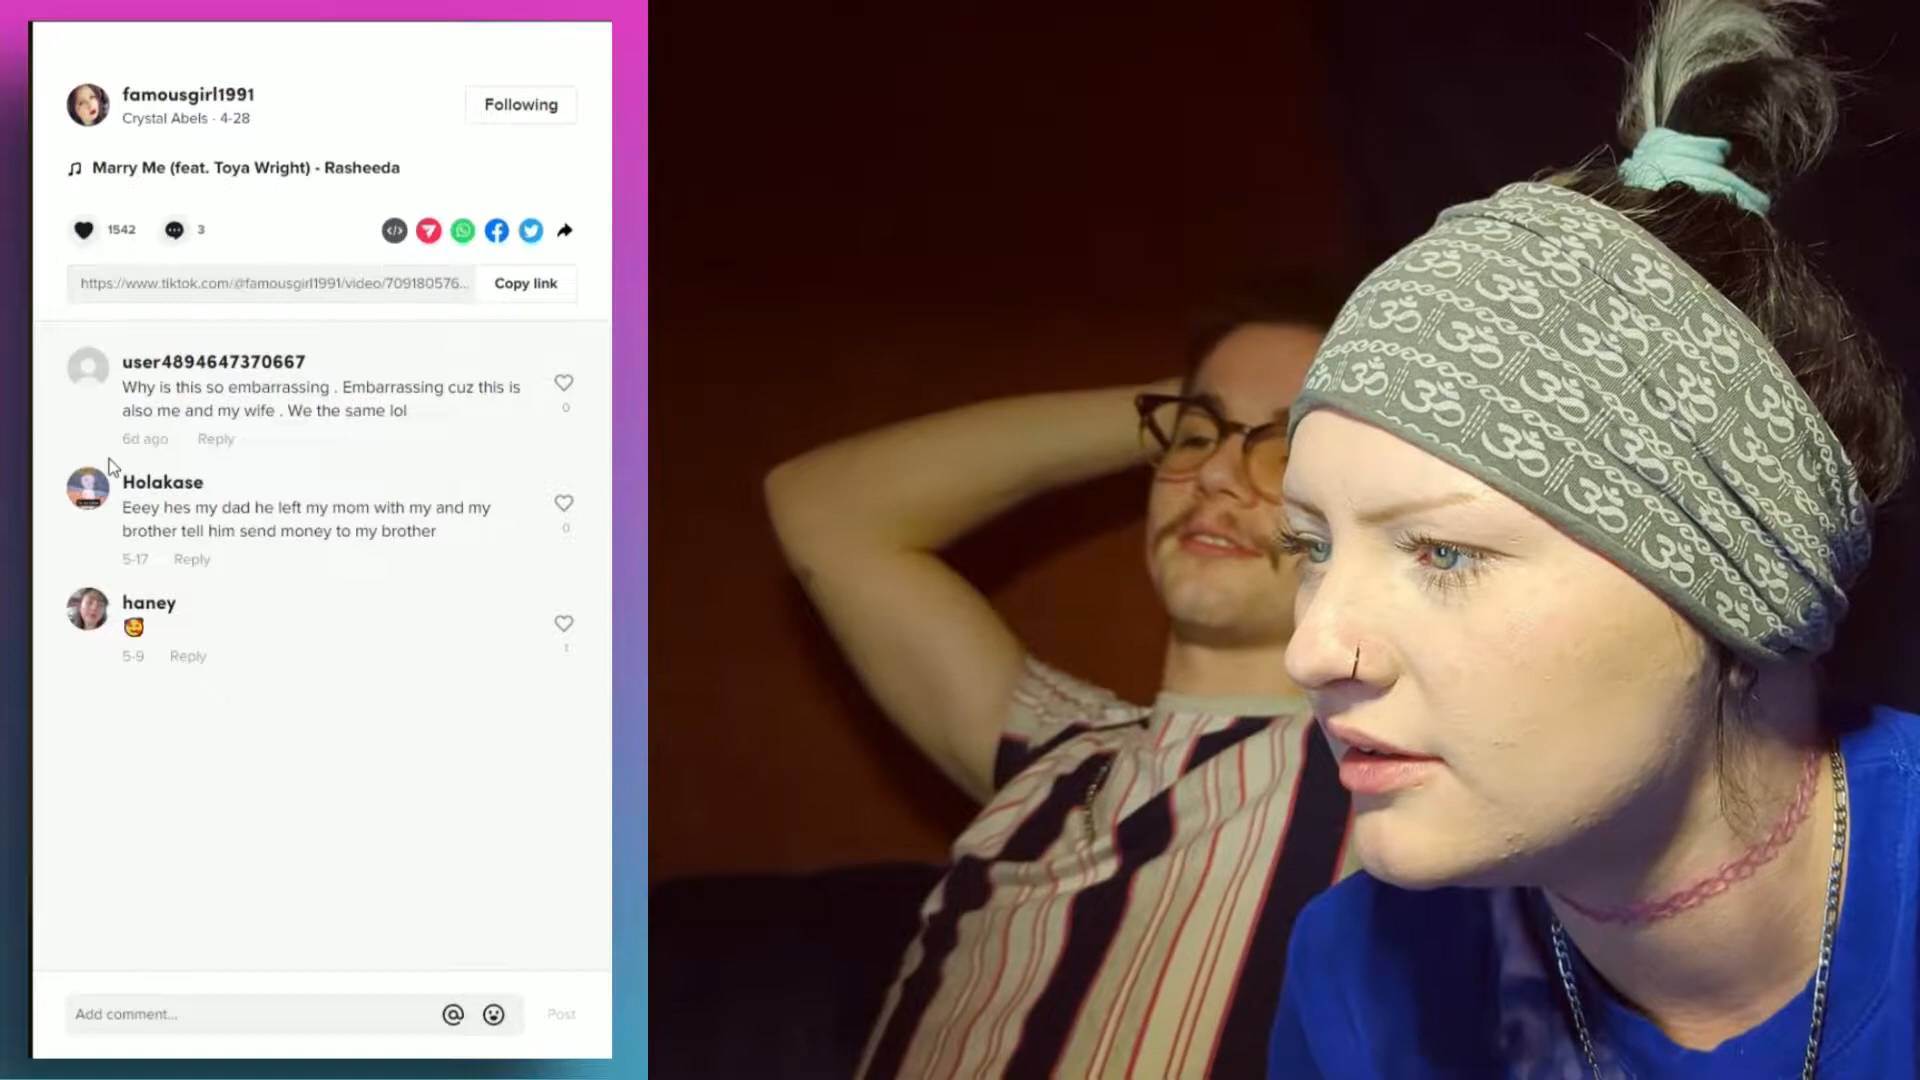 famousgirl1991
Crystal Abels · 4-28
Following
Marry Me (feat. Toya Wright) - Rasheeda
1542
3
https://www.tiktok.com/@famousgirl1991/video/709180576...
Copy link
user4894647370667
Why is this so embarrassing . Embarrassing cuz this is
also me and my wife . We the same lol
0
6d ago
Reply
Holakase
Eeey hes my dad he left my mom with my and my
brother tell him send money to my brother
0
5-17
Reply
haney
🥰
1
5-9
Reply
Add comment...
Post